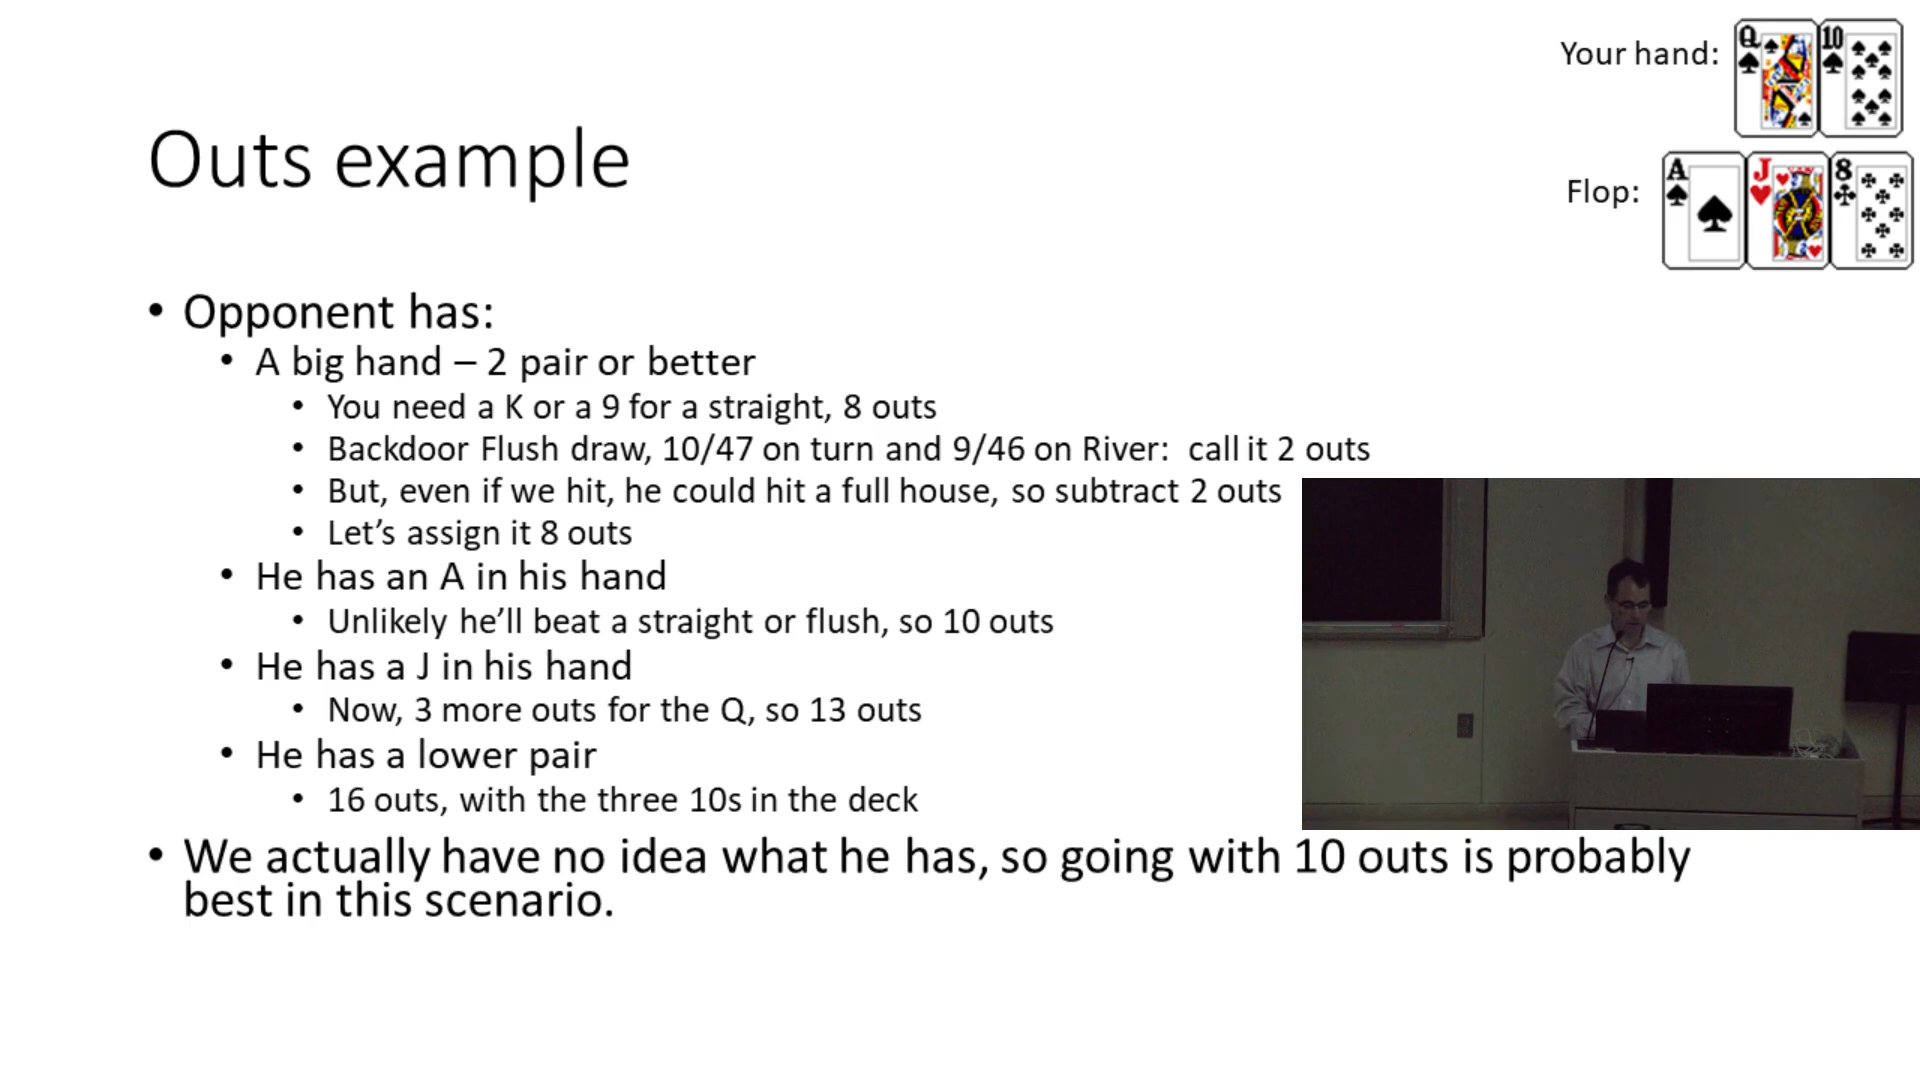 Your hand:
Q 10
Outs example
Flop:
A J 8
• Opponent has:
• A big hand – 2 pair or better
• You need a K or a 9 for a straight, 8 outs
• Backdoor Flush draw, 10/47 on turn and 9/46 on River: call it 2 outs
• But, even if we hit, he could hit a full house, so subtract 2 outs
• Let’s assign it 8 outs
• He has an A in his hand
• Unlikely he’ll beat a straight or flush, so 10 outs
• He has a J in his hand
• Now, 3 more outs for the Q, so 13 outs
• He has a lower pair
• 16 outs, with the three 10s in the deck
• We actually have no idea what he has, so going with 10 outs is probably
best in this scenario.